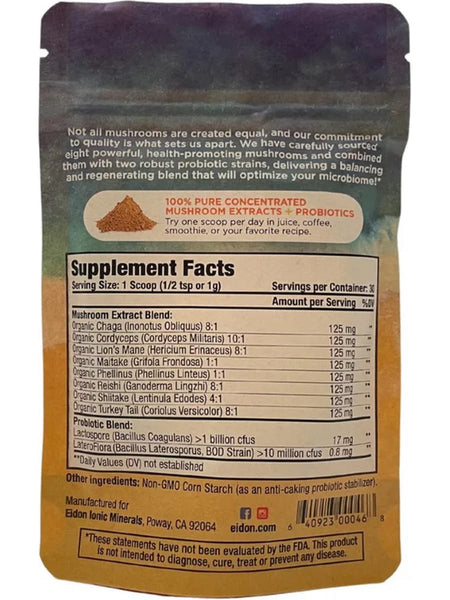 Not all mushrooms are created equal, and our commitment
to quality is what sets us apart. We have carefully sourced
eight powerful, health-promoting mushrooms and combined
them with two robust probiotic strains, delivering a balancing
and regenerating blend that will optimize your microbiome!*
100% PURE CONCENTRATED
MUSHROOM EXTRACTS + PROBIOTICS
Try one scoop per day in juice, coffee,
smoothie, or your favorite recipe.
Supplement Facts
Serving Size: 1 Scoop (1/2 tsp or 1g) Servings per Container: 30
Amount per Serving %DV
Mushroom Extract Blend:
Organic Chaga (Inonotus Obliquus) 8:1 125 mg **
Organic Cordyceps (Cordyceps Militaris) 10:1 125 mg **
Organic Lion's Mane (Hericium Erinaceus) 8:1 125 mg **
Organic Maitake (Grifola Frondosa) 1:1 125 mg **
Organic Phellinus (Phellinus Linteus) 1:1 125 mg **
Organic Reishi (Ganoderma Lingzhi) 8:1 125 mg **
Organic Shiitake (Lentinula Edodes) 4:1 125 mg **
Organic Turkey Tail (Coriolus Versicolor) 8:1 125 mg **
Probiotic Blend:
Lactospore (Bacillus Coagulans) >1 billion cfus 17 mg **
LateroFlora (Bacillus Laterosporus, BOD Strain) >10 million cfus 0.8 mg **
**Daily Values (DV) not established
Other ingredients: Non-GMO Corn Starch (as an anti-caking probiotic stabilizer).
Manufactured for
Eidon Ionic Minerals, Poway, CA 92064 eidon.com
6 40923 00046 8
*These statements have not been evaluated by the FDA. This product
is not intended to diagnose, cure, treat or prevent any disease.